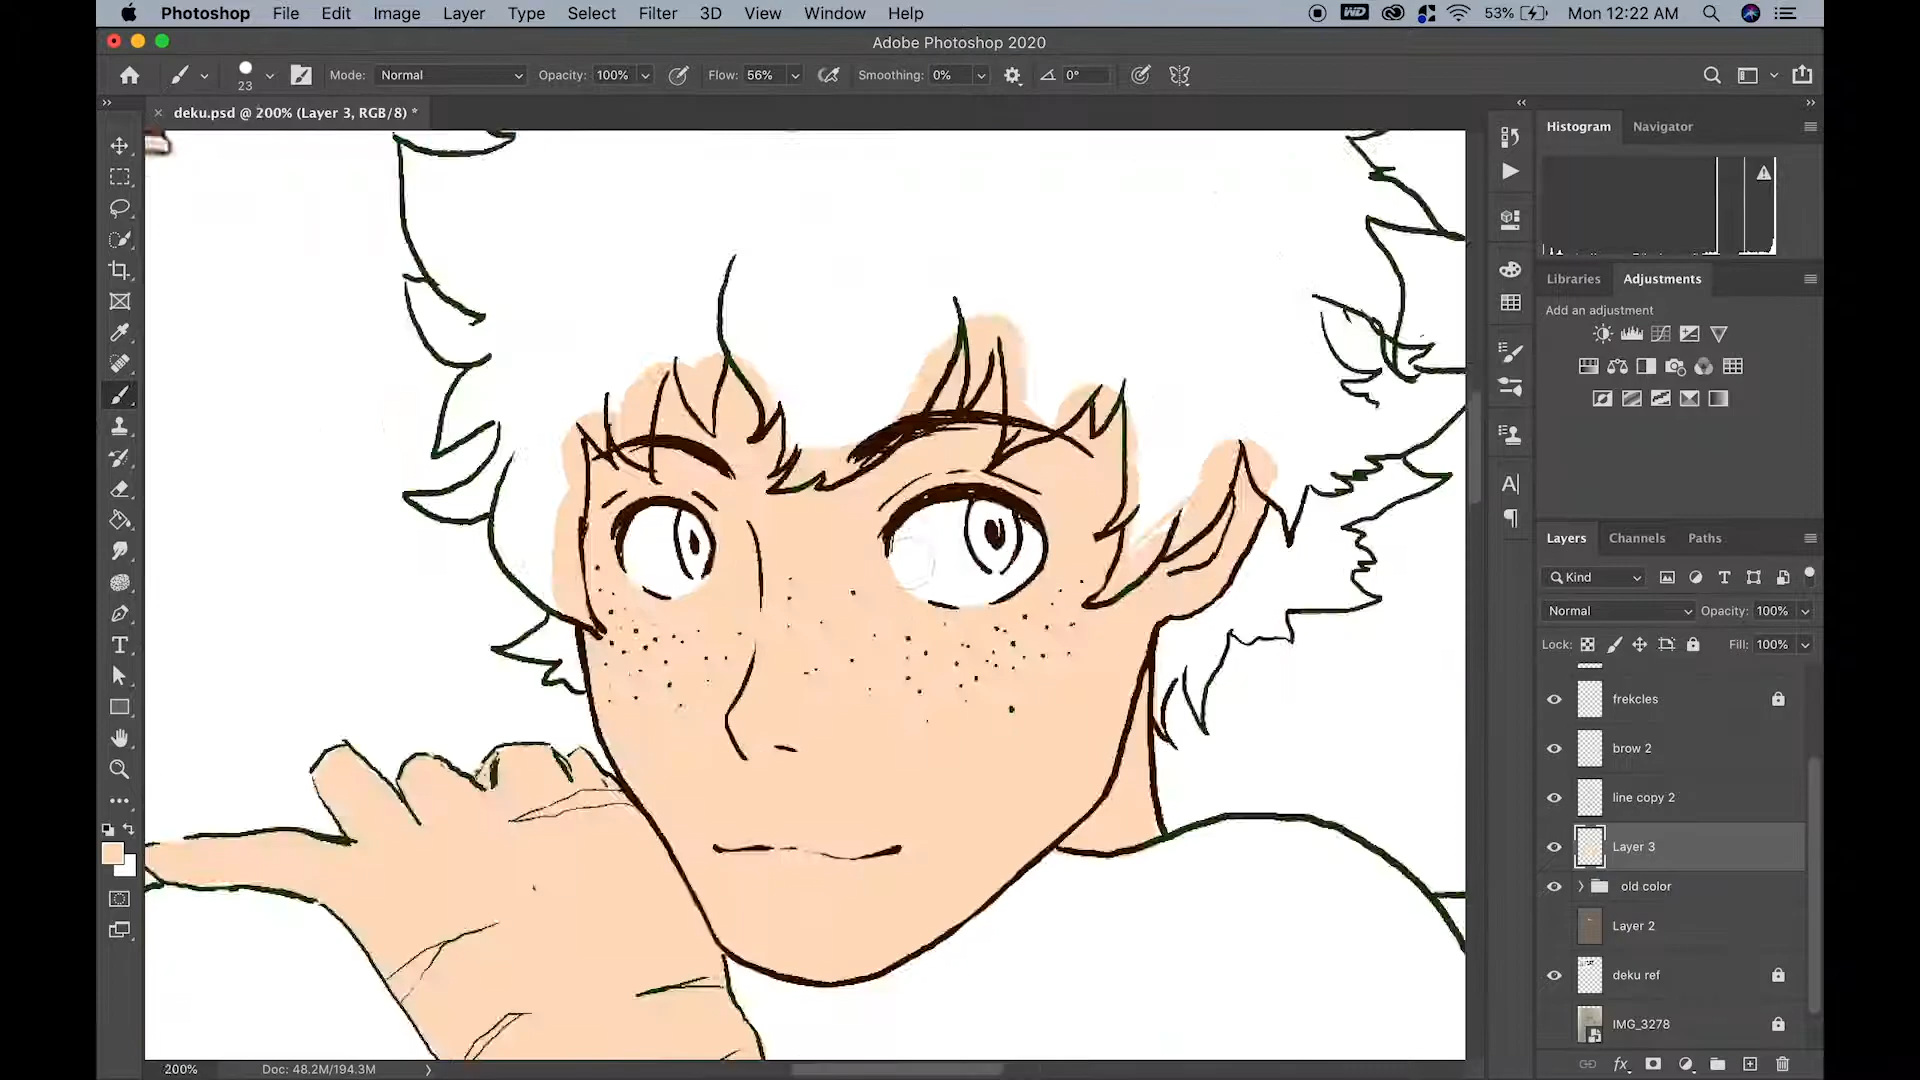 Photoshop File Edit Image Layer Type Select Filter 3D View Window Help WD 53% Mon 12:22 AM
Adobe Photoshop 2020
23 Mode: Normal Opacity: 100% Flow: 56% Smoothing: 0% 0°
deku.psd @ 200% (Layer 3, RGB/8) *
Histogram Navigator
Libraries Adjustments
Add an adjustment
Layers Channels Paths
Kind
Normal Opacity: 100%
Lock: Fill: 100%
frekcles
brow 2
line copy 2
Layer 3
old color
Layer 2
deku ref
IMG_3278
200% Doc: 48.2M/194.3M